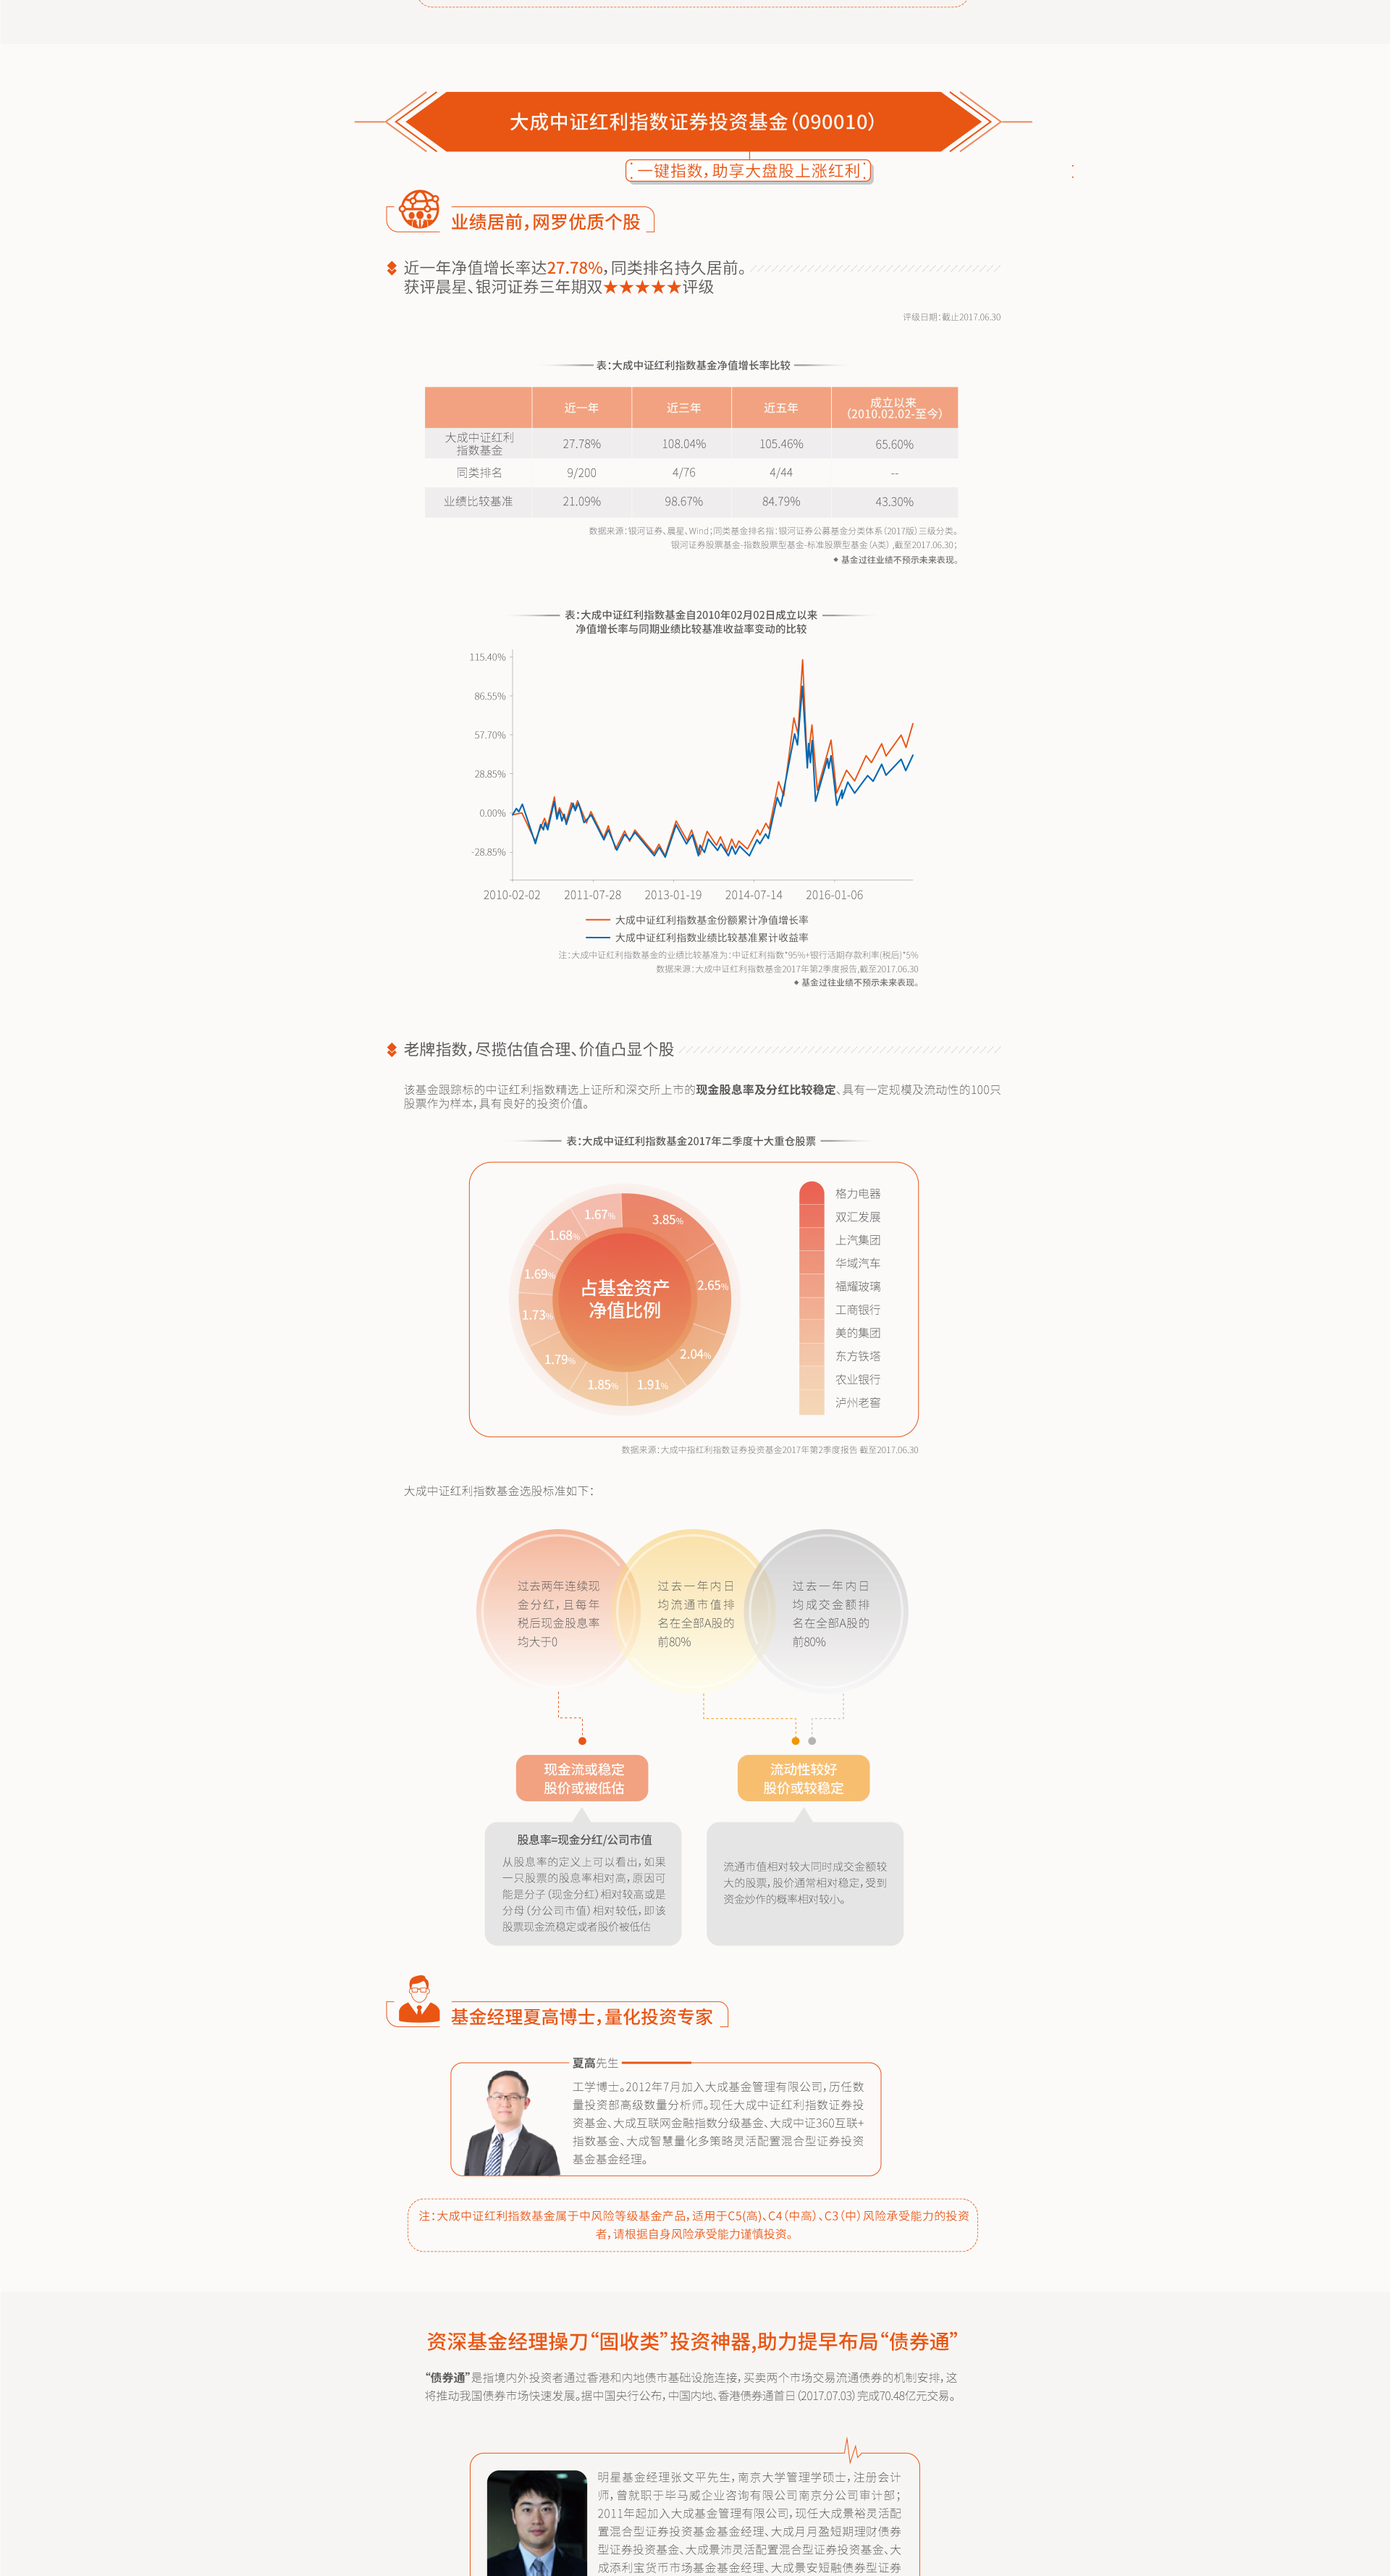 大成中证红利指数证券投资基金（090010）
一键指数，助享大盘股上涨红利
业绩居前，网罗优质个股
近一年净值增长率达27.78%，同类排名持久居前。
获评晨星、银河证券三年期双★★★★★评级
评级日期：截止2017.06.30
表：大成中证红利指数基金净值增长率比较
近一年 近三年 近五年 成立以来
（2010.02.02-至今）
大成中证红利
指数基金 27.78% 108.04% 105.46% 65.60%
同类排名 9/200 4/76 4/44 --
业绩比较基准 21.09% 98.67% 84.79% 43.30%
数据来源：银河证券、晨星、Wind；同类基金排名指：银河证券公募基金分类体系（2017版）三级分类。
银河证券股票基金-指数股票型基金-标准股票型基金（A类），截至2017.06.30；
◆ 基金过往业绩不预示未来表现。
表：大成中证红利指数基金自2010年02月02日成立以来
净值增长率与同期业绩比较基准收益率变动的比较
115.40%
86.55%
57.70%
28.85%
0.00%
-28.85%
2010-02-02 2011-07-28 2013-01-19 2014-07-14 2016-01-06
大成中证红利指数基金份额累计净值增长率
大成中证红利指数业绩比较基准累计收益率
注：大成中证红利指数基金的业绩比较基准为：中证红利指数*95%+银行活期存款利率(税后)*5%
数据来源：大成中证红利指数基金2017年第2季度报告,截至2017.06.30
◆ 基金过往业绩不预示未来表现。
老牌指数，尽揽估值合理、价值凸显个股
该基金跟踪标的中证红利指数精选上证所和深交所上市的现金股息率及分红比较稳定、具有一定规模及流动性的100只
股票作为样本，具有良好的投资价值。
表：大成中证红利指数基金2017年二季度十大重仓股票
占基金资产
净值比例
3.85%
2.65%
2.04%
1.91%
1.85%
1.79%
1.73%
1.69%
1.68%
1.67%
格力电器
双汇发展
上汽集团
华域汽车
福耀玻璃
工商银行
美的集团
东方铁塔
农业银行
泸州老窖
数据来源：大成中指红利指数证券投资基金2017年第2季度报告 截至2017.06.30
大成中证红利指数基金选股标准如下：
过去两年连续现
金分红，且每年
税后现金股息率
均大于0
过去一年内日
均流通市值排
名在全部A股的
前80%
过去一年内日
均成交金额排
名在全部A股的
前80%
现金流或稳定
股价或被低估
流动性较好
股价或较稳定
股息率=现金分红/公司市值
从股息率的定义上可以看出，如果
一只股票的股息率相对高，原因可
能是分子（现金分红）相对较高或是
分母（分公司市值）相对较低，即该
股票现金流稳定或者股价被低估
流通市值相对较大同时成交金额较
大的股票，股价通常相对稳定，受到
资金炒作的概率相对较小。
基金经理夏高博士，量化投资专家
夏高先生
工学博士。2012年7月加入大成基金管理有限公司，历任数
量投资部高级数量分析师。现任大成中证红利指数证券投
资基金、大成互联网金融指数分级基金、大成中证360互联+
指数基金、大成智慧量化多策略灵活配置混合型证券投资
基金基金经理。
注：大成中证红利指数基金属于中风险等级基金产品，适用于C5(高)、C4（中高）、C3（中）风险承受能力的投资
者，请根据自身风险承受能力谨慎投资。
资深基金经理操刀“固收类”投资神器,助力提早布局“债券通”
“债券通”是指境内外投资者通过香港和内地债市基础设施连接，买卖两个市场交易流通债券的机制安排，这
将推动我国债券市场快速发展。据中国央行公布，中国内地、香港债券通首日（2017.07.03）完成70.48亿元交易。
明星基金经理张文平先生，南京大学管理学硕士，注册会计
师，曾就职于毕马威企业咨询有限公司南京分公司审计部；
2011年起加入大成基金管理有限公司，现任大成景裕灵活配
置混合型证券投资基金基金经理、大成月月盈短期理财债券
型证券投资基金、大成景沛灵活配置混合型证券投资基金、大
成添利宝货币市场基金基金经理、大成景安短融债券型证券